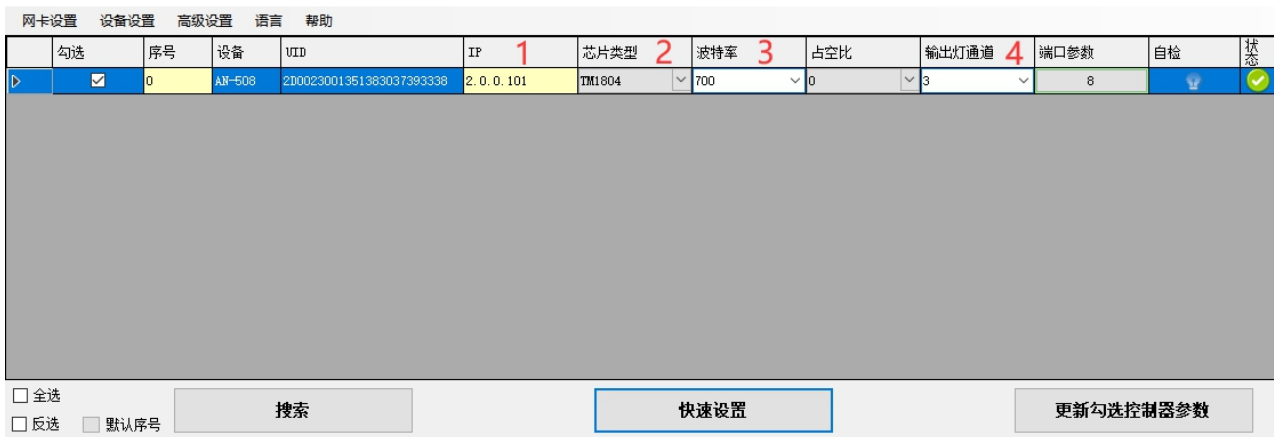 网卡设置 设备设置 高级设置 语言 帮助
勾选 序号 设备 UID IP 1 芯片类型 2 波特率 3 占空比 输出灯通道 4 端口参数 自检 状态
0 AN-508 2D0023001351383037393338 2.0.0.101 TM1804 700 0 3 8
全选
反选 默认序号 搜索 快速设置 更新勾选控制器参数